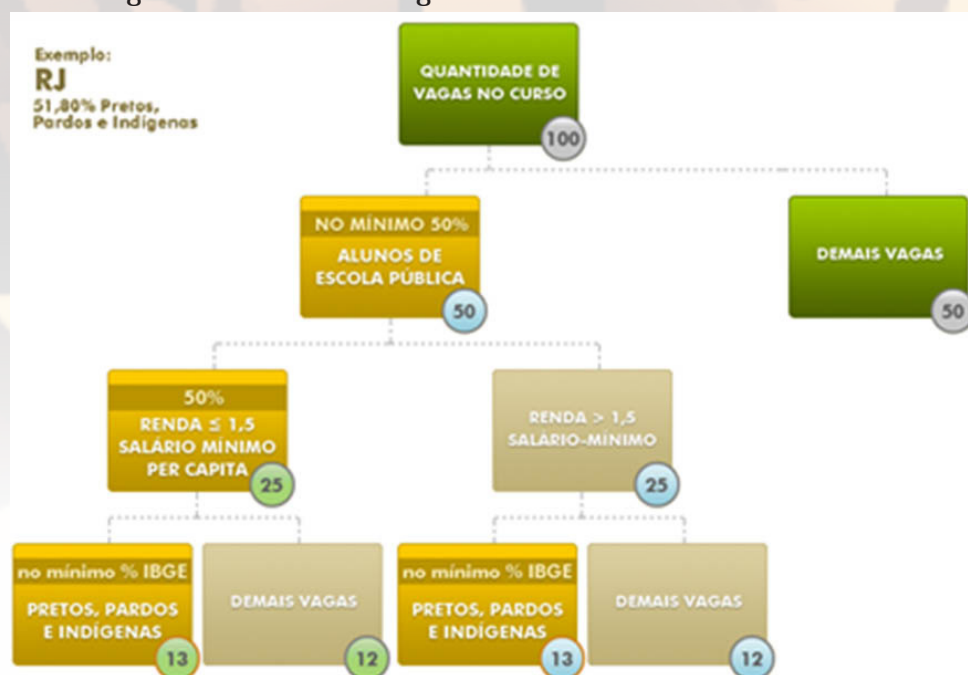 Exemplo:
RJ
51,80% Pretos,
Pardos e Indígenas
QUANTIDADE DE
VAGAS NO CURSO
100
NO MÍNIMO 50%
ALUNOS DE
ESCOLA PÚBLICA
50
DEMAIS VAGAS
50
50%
RENDA ≤ 1,5
SALÁRIO MÍNIMO
PER CAPITA
25
RENDA > 1,5
SALÁRIO-MÍNIMO
25
no mínimo % IBGE
PRETOS, PARDOS
E INDÍGENAS
13
DEMAIS VAGAS
12
no mínimo % IBGE
PRETOS, PARDOS
E INDÍGENAS
13
DEMAIS VAGAS
12